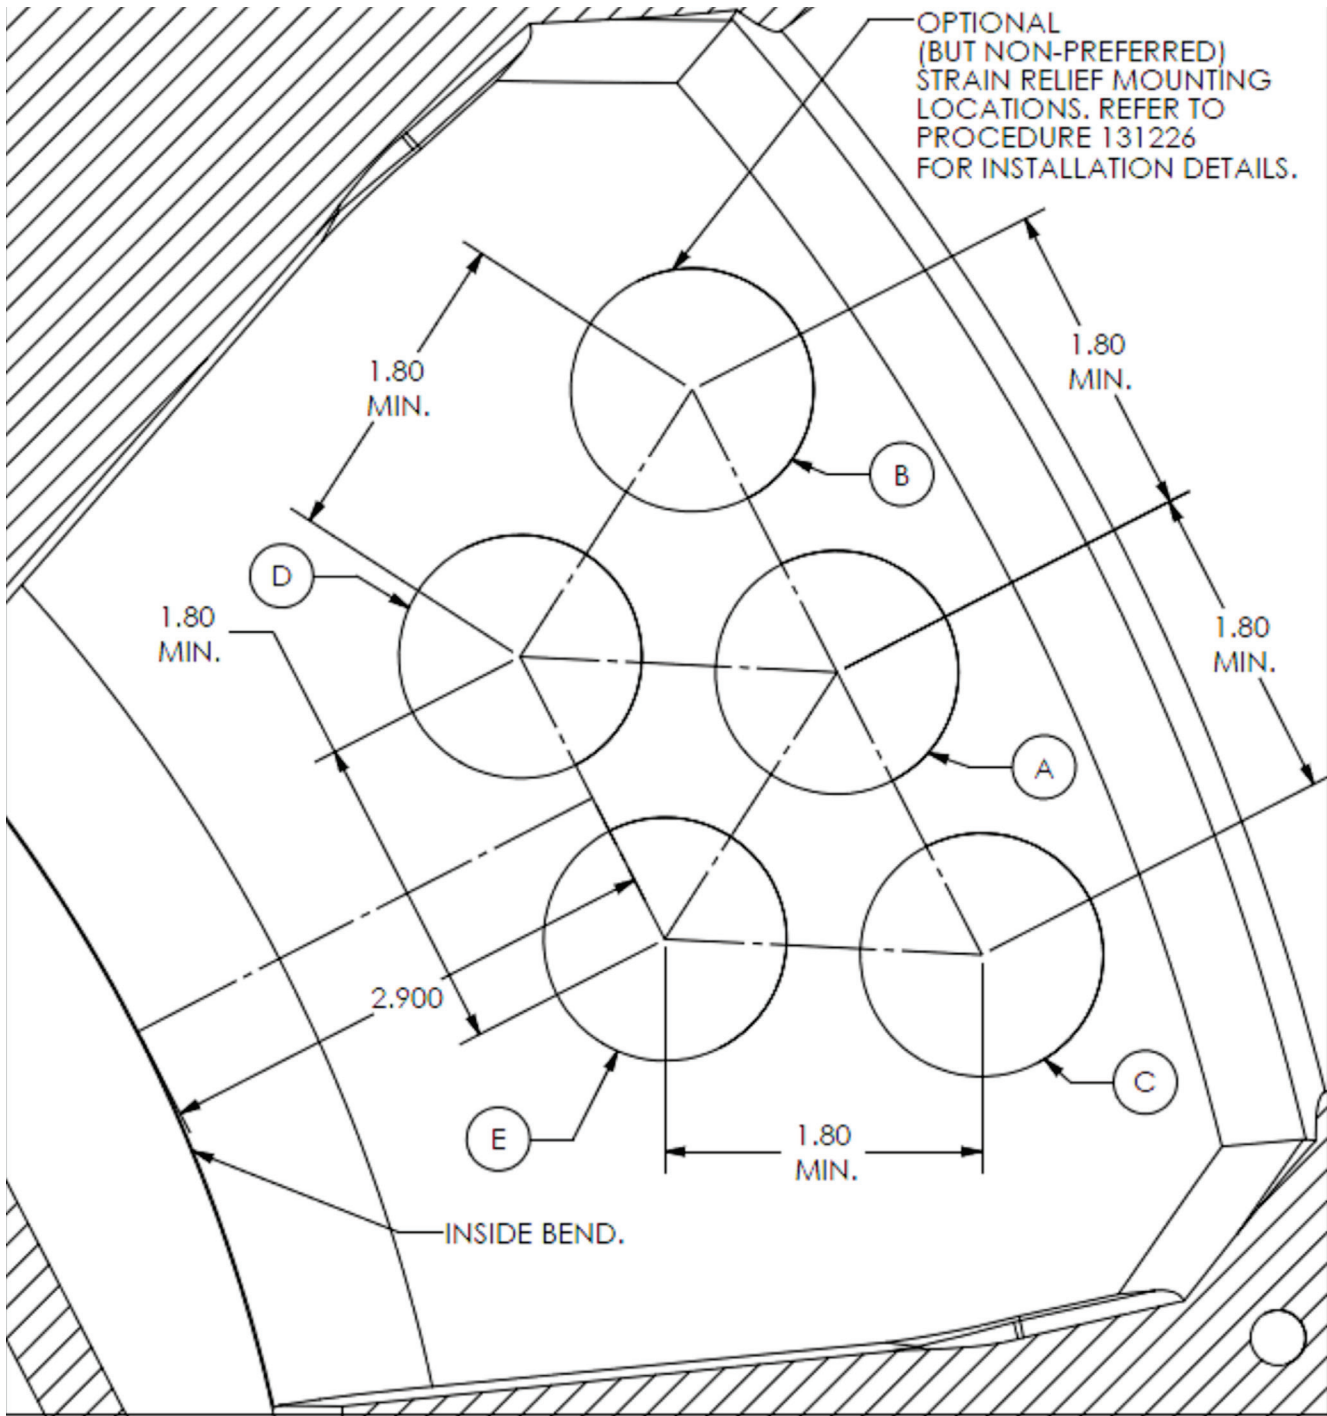 OPTIONAL
(BUT NON-PREFERRED)
STRAIN RELIEF MOUNTING
LOCATIONS. REFER TO
PROCEDURE 131226
FOR INSTALLATION DETAILS.
1.80
MIN.
1.80
MIN.
B
D
1.80
MIN.
1.80
MIN.
A
2.900
C
E
1.80
MIN.
INSIDE BEND.